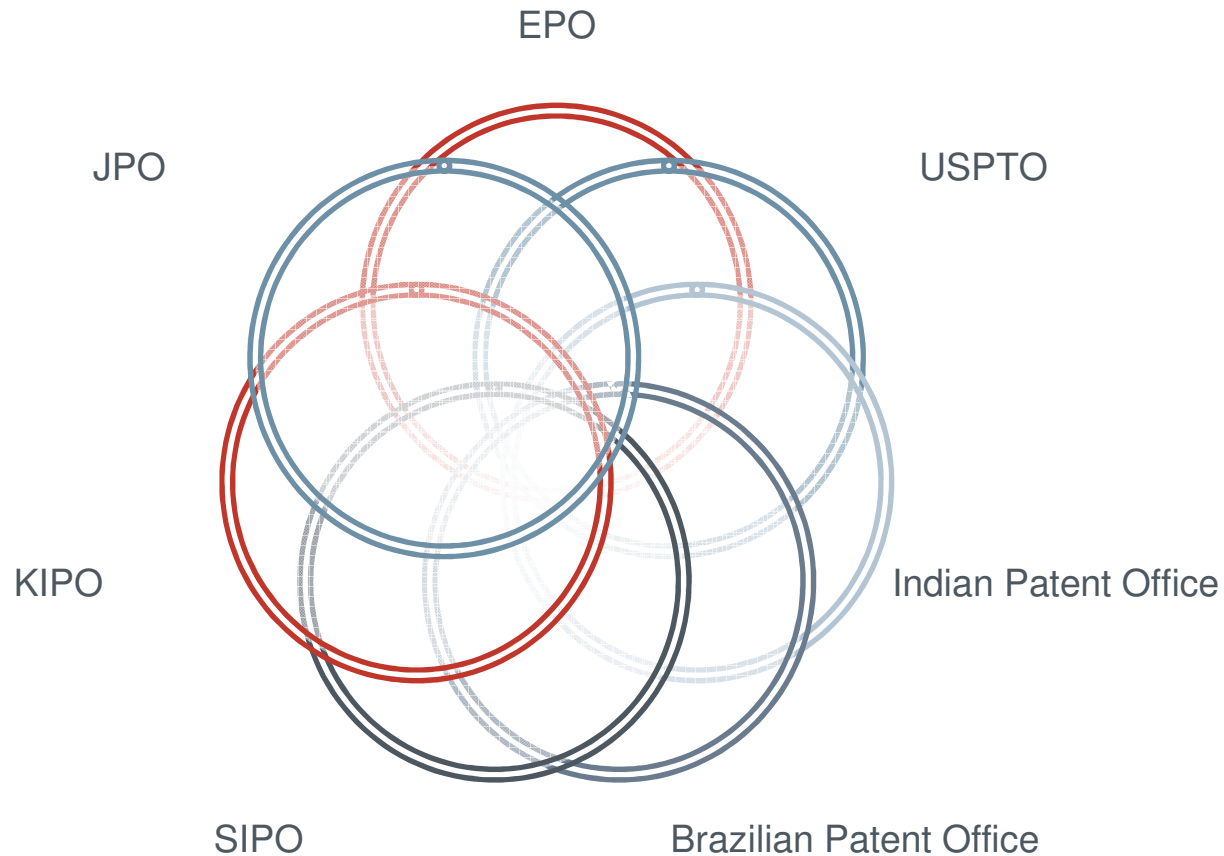 EPO
JPO
USPTO
KIPO
Indian Patent Office
SIPO
Brazilian Patent Office